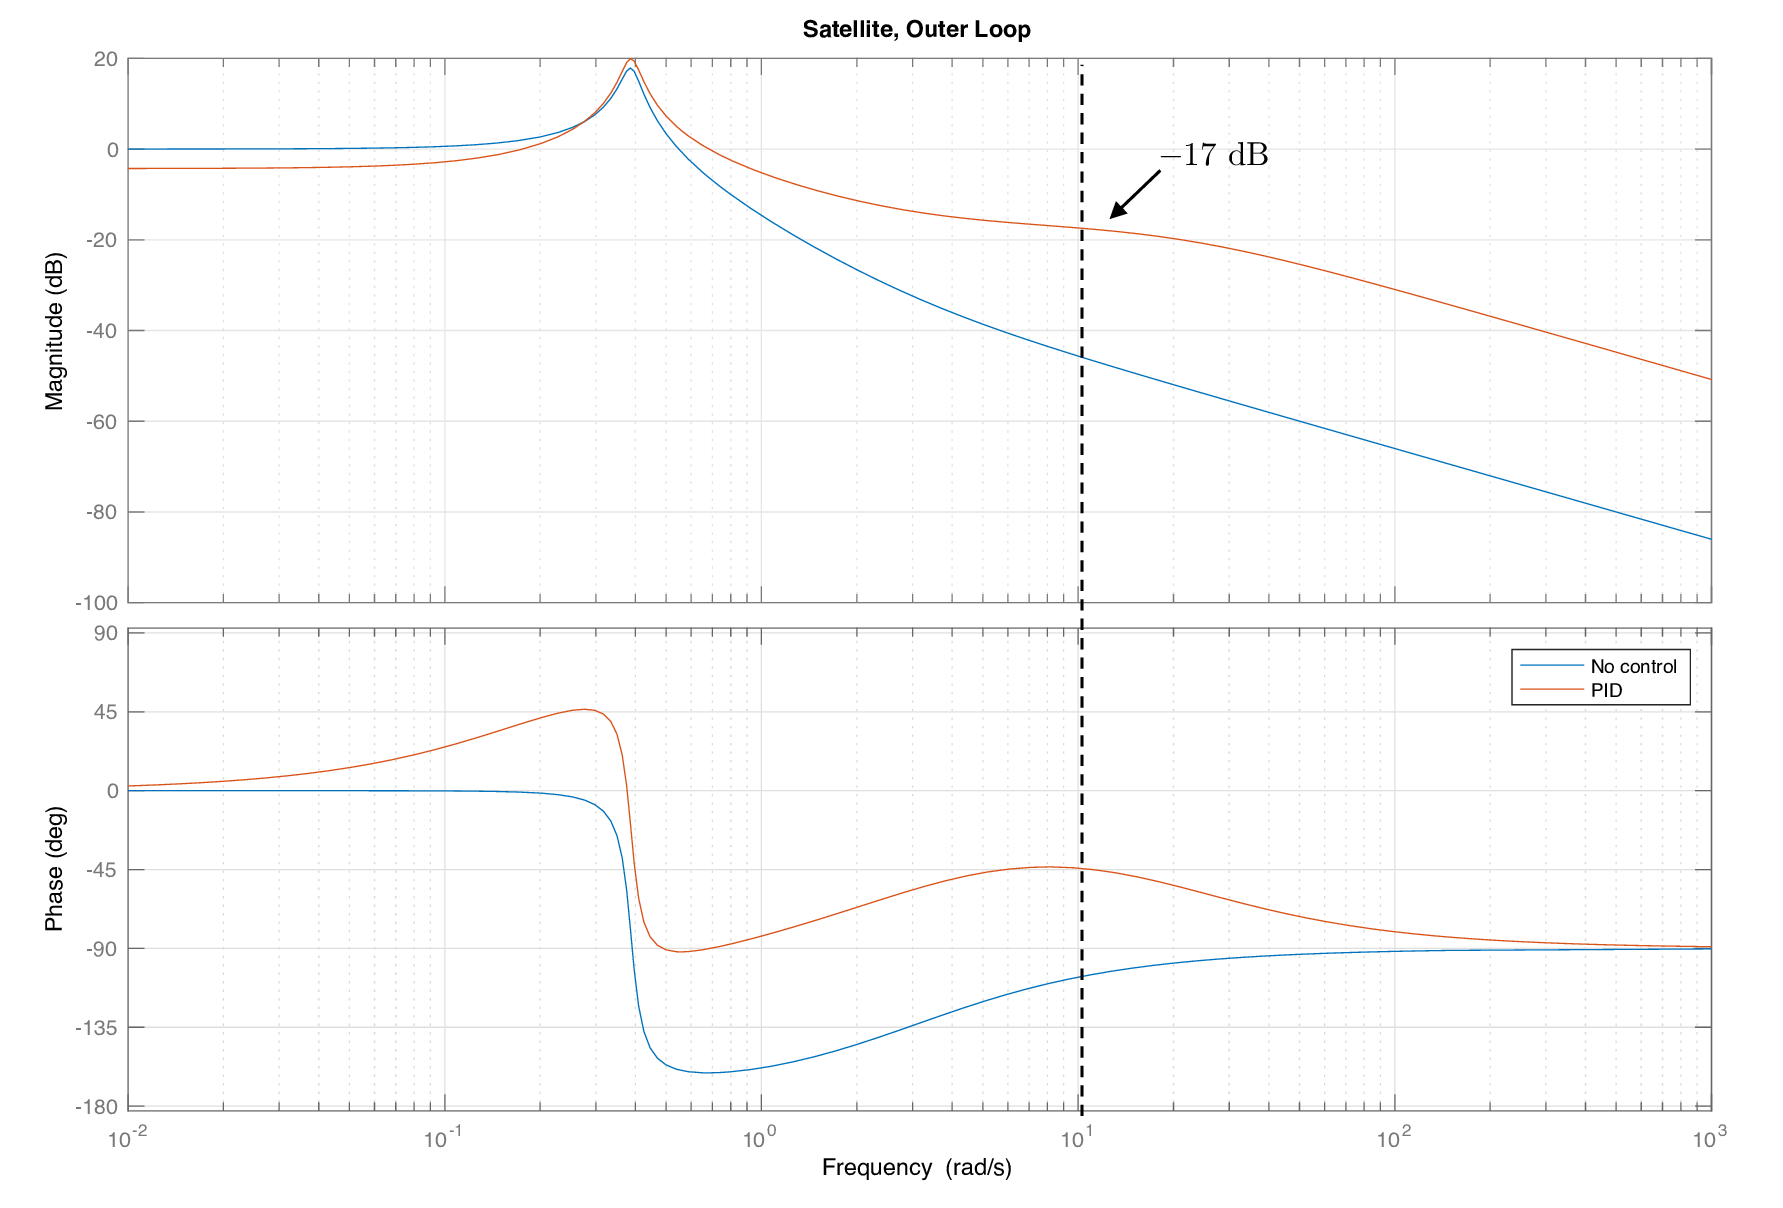 Satellite, Outer Loop
Magnitude (dB)
20
0
-20
-40
-60
-80
-100
−17 dB
Phase (deg)
90
45
0
-45
-90
-135
-180
No control
PID
10^-2
10^-1
10^0
10^1
10^2
10^3
Frequency (rad/s)